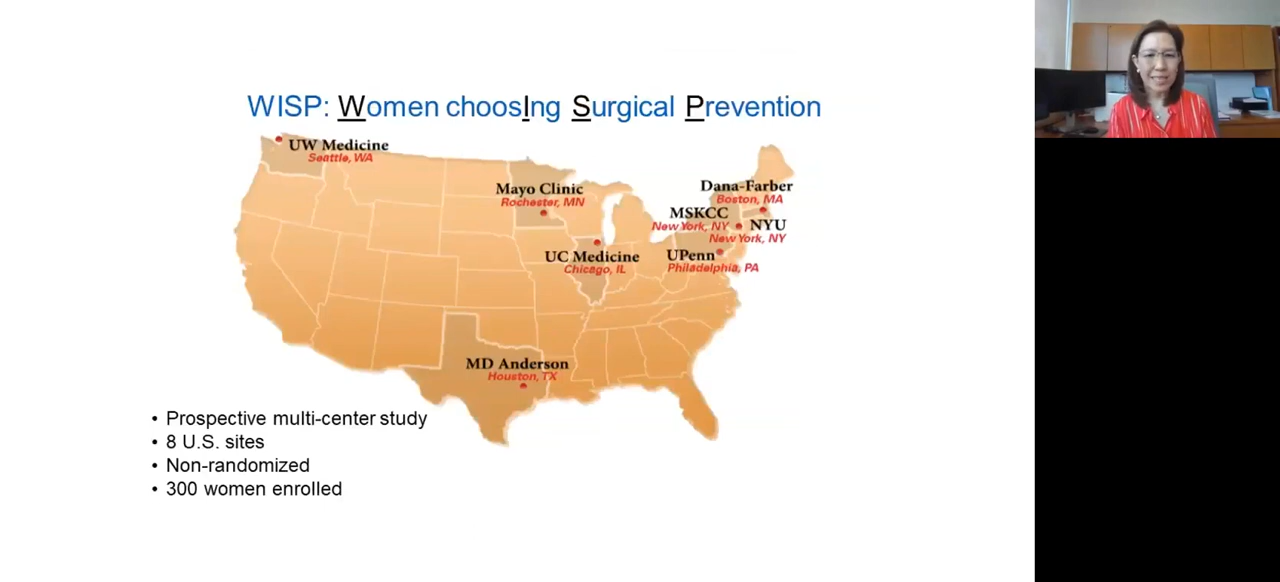 WISP: Women choosIng Surgical Prevention
UW Medicine
Seattle, WA
Mayo Clinic
Rochester, MN
Dana-Farber
Boston, MA
MSKCC
New York, NY
NYU
New York, NY
UC Medicine
Chicago, IL
UPenn
Philadelphia, PA
MD Anderson
Houston, TX
• Prospective multi-center study
• 8 U.S. sites
• Non-randomized
• 300 women enrolled